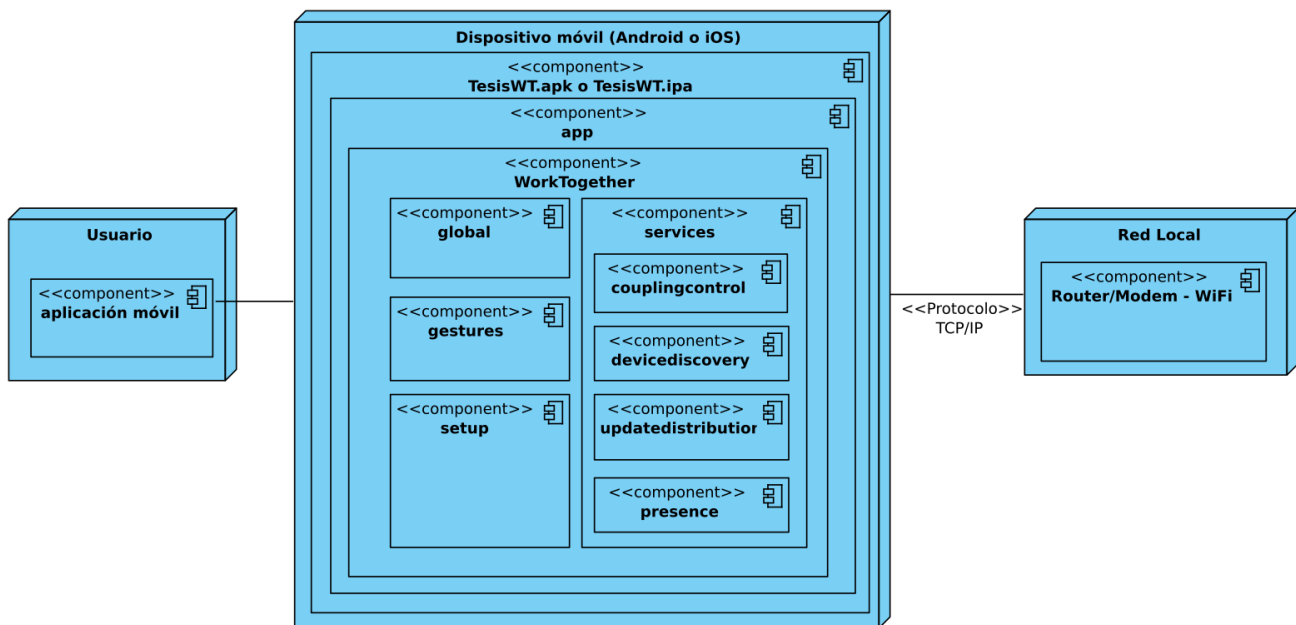 Dispositivo móvil (Android o iOS)
<<component>>
TesisWT.apk o TesisWT.ipa
<<component>>
app
<<component>>
WorkTogether
<<component>>
global
<<component>>
gestures
<<component>>
setup
<<component>>
services
<<component>>
couplingcontrol
<<component>>
devicediscovery
<<component>>
updatedistribution
<<component>>
presence
Usuario
<<component>>
aplicación móvil
<<Protocolo>>
TCP/IP
Red Local
<<component>>
Router/Modem - WiFi